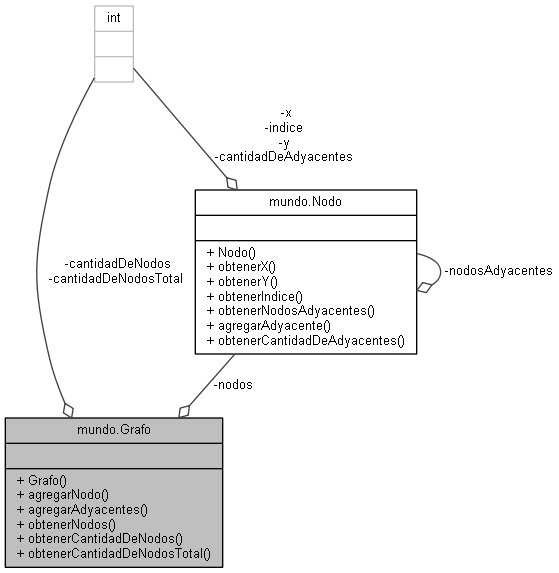 int
-x
-indice
-y
-cantidadDeAdyacentes
mundo.Nodo
+ Nodo()
+ obtenerX()
+ obtenerY()
+ obtenerIndice()
+ obtenerNodosAdyacentes()
+ agregarAdyacente()
+ obtenerCantidadDeAdyacentes()
-nodosAdyacentes
-cantidadDeNodos
-cantidadDeNodosTotal
-nodos
mundo.Grafo
+ Grafo()
+ agregarNodo()
+ agregarAdyacentes()
+ obtenerNodos()
+ obtenerCantidadDeNodos()
+ obtenerCantidadDeNodosTotal()